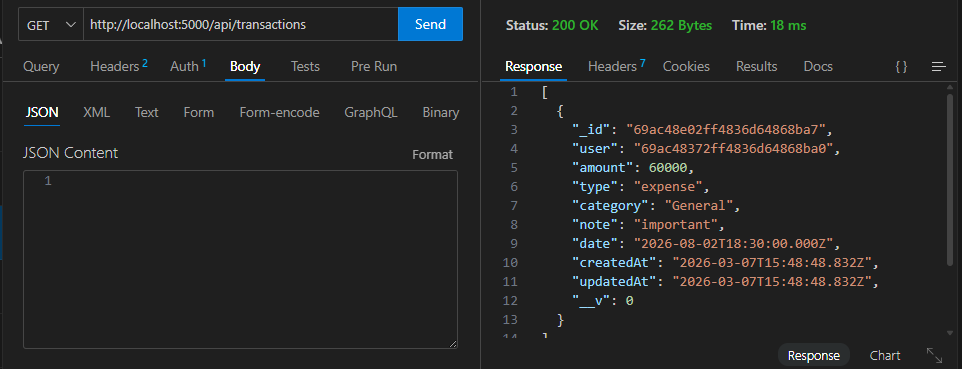 GET http://localhost:5000/api/transactions Send
Query Headers 2 Auth 1 Body Tests Pre Run
JSON XML Text Form Form-encode GraphQL Binary
JSON Content Format
1
Status: 200 OK Size: 262 Bytes Time: 18 ms
Response Headers 7 Cookies Results Docs {}
1 [
2 {
3 "_id": "69ac48e02ff4836d64868ba7",
4 "user": "69ac48372ff4836d64868ba0",
5 "amount": 60000,
6 "type": "expense",
7 "category": "General",
8 "note": "important",
9 "date": "2026-08-02T18:30:00.000Z",
10 "createdAt": "2026-03-07T15:48:48.832Z",
11 "updatedAt": "2026-03-07T15:48:48.832Z",
12 "__v": 0
13 }
14 ]
Response Chart